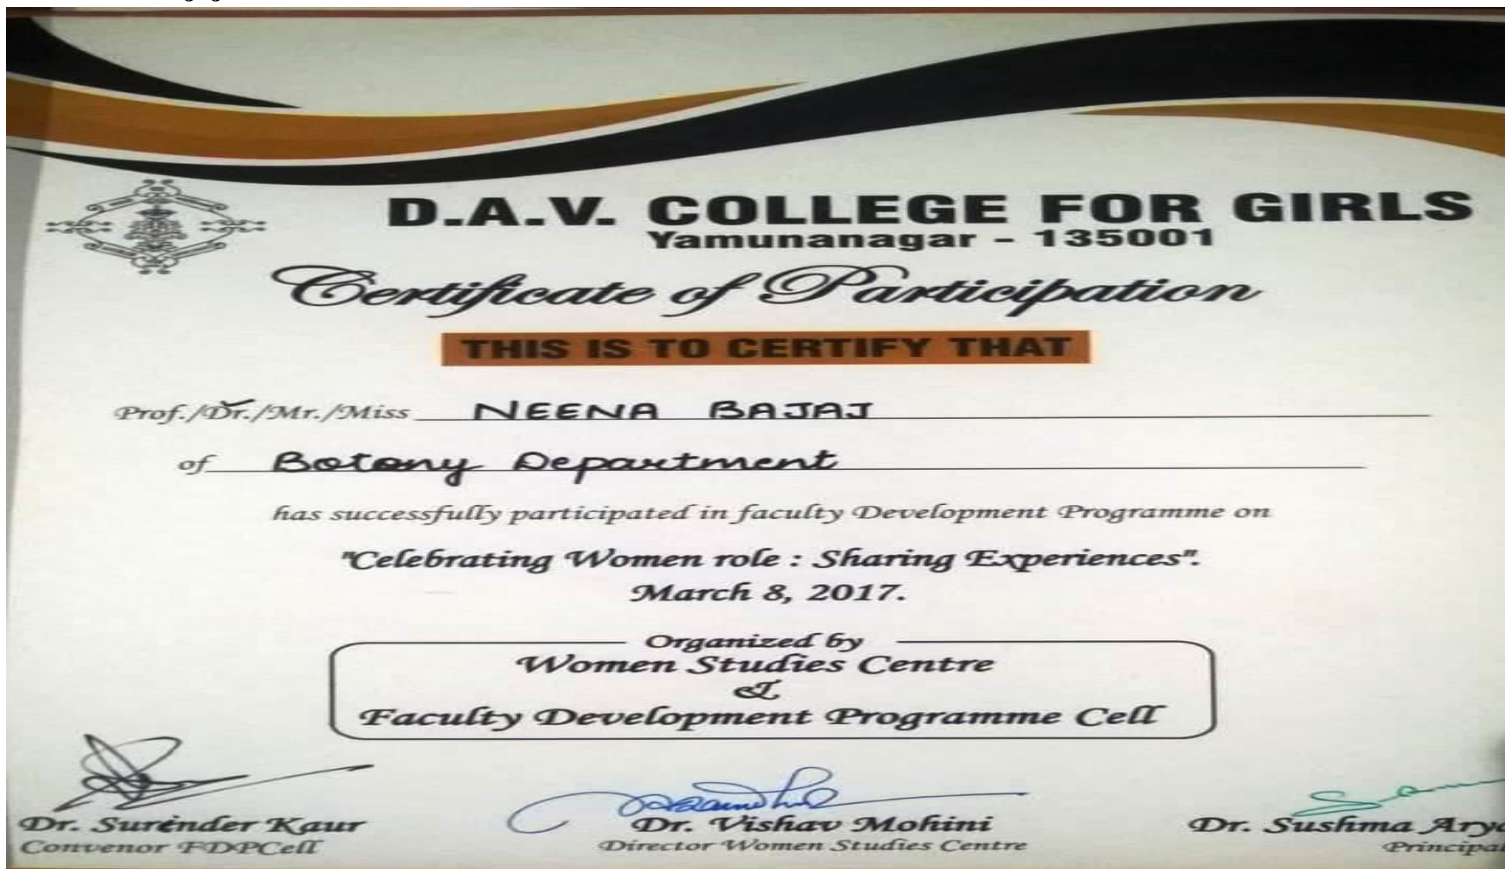 D.A.V. COLLEGE FOR GIRLS
Yamunanagar - 135001
Certificate of Participation
THIS IS TO CERTIFY THAT
Prof./Dr./Mr./Miss NEENA BAJAJ
of Botony Department
has successfully participated in faculty Development Programme on
"Celebrating Women role : Sharing Experiences".
March 8, 2017.
Organized by
Women Studies Centre
&
Faculty Development Programme Cell
Dr. Surender Kaur
Convenor FDPCell
Dr. Vishav Mohini
Director Women Studies Centre
Dr. Sushma Arya
Principal